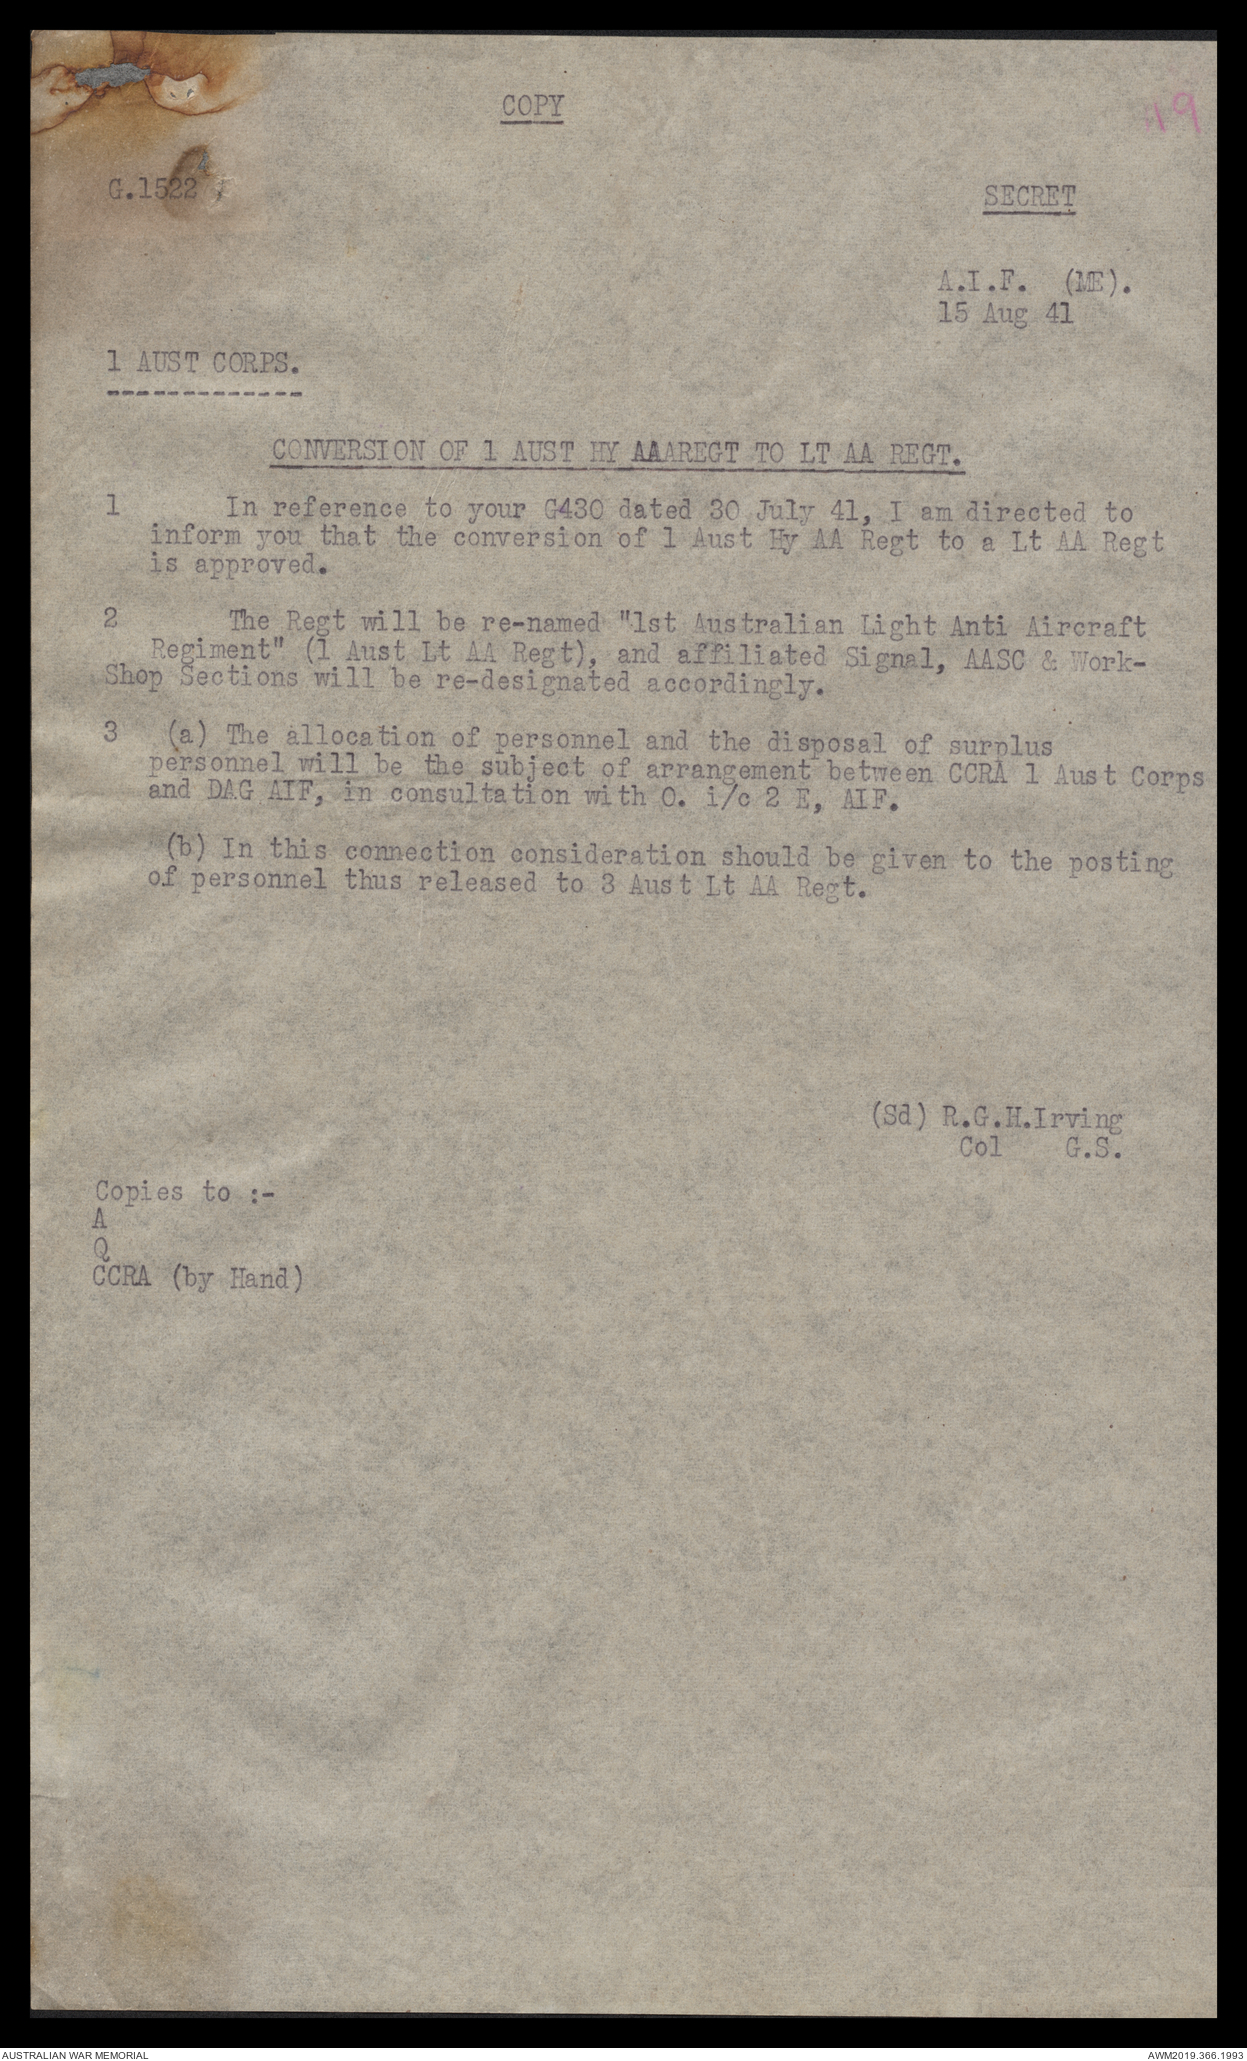 COPY
19
G.1522
SECRET
A.I.F. (ME).
15 Aug 41
1 AUST CORPS.
-------------
CONVERSION OF 1 AUST HY AAAREGT TO LT AA REGT.
1 In reference to your G430 dated 30 July 41, I am directed to
inform you that the conversion of 1 Aust Hy AA Regt to a Lt AA Regt
is approved.
2 The Regt will be re-named "1st Australian Light Anti Aircraft
Regiment" (1 Aust Lt AA Regt), and affiliated Signal, AASC & Work-
Shop Sections will be re-designated accordingly.
3 (a) The allocation of personnel and the disposal of surplus
personnel will be the subject of arrangement between CCRA 1 Aust Corps
and DAG AIF, in consultation with O. i/c 2 E, AIF.
(b) In this connection consideration should be given to the posting
of personnel thus released to 3 Aust Lt AA Regt.
(Sd) R.G.H.Irving
Col G.S.
Copies to :-
A
Q
CCRA (by Hand)
AUSTRALIAN WAR MEMORIAL
AWM2019.366.1993